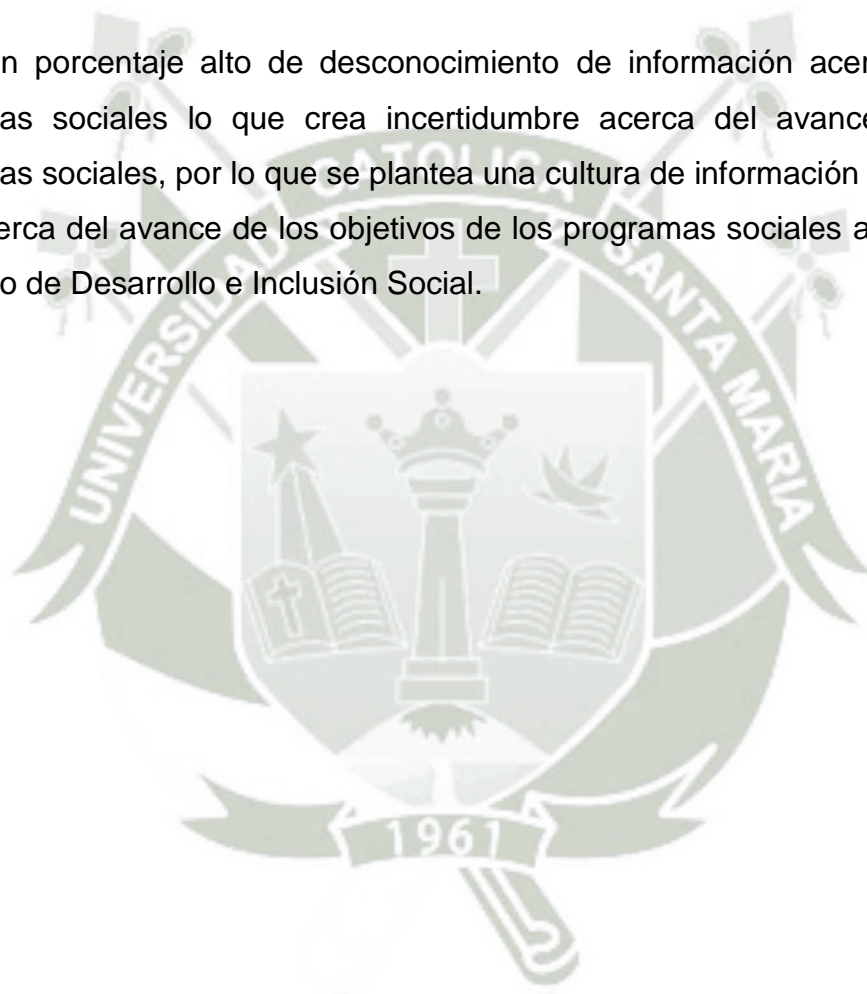 n porcentaje alto de desconocimiento de información acer
as sociales lo que crea incertidumbre acerca del avance
as sociales, por lo que se plantea una cultura de información
erca del avance de los objetivos de los programas sociales a
o de Desarrollo e Inclusión Social.
UNIVERSIDAD CATOLICA SANTA MARIA
1961